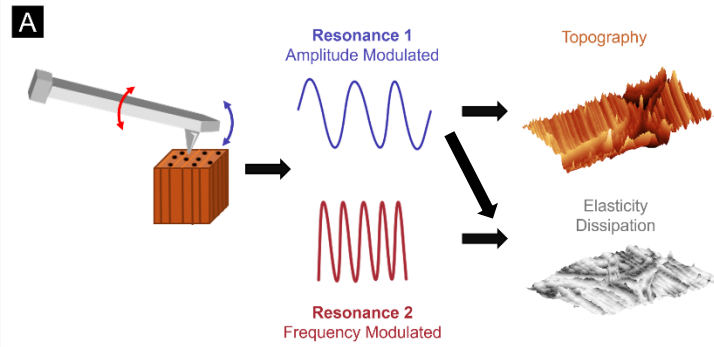 A
Resonance 1
Amplitude Modulated
Topography
Elasticity
Dissipation
Resonance 2
Frequency Modulated